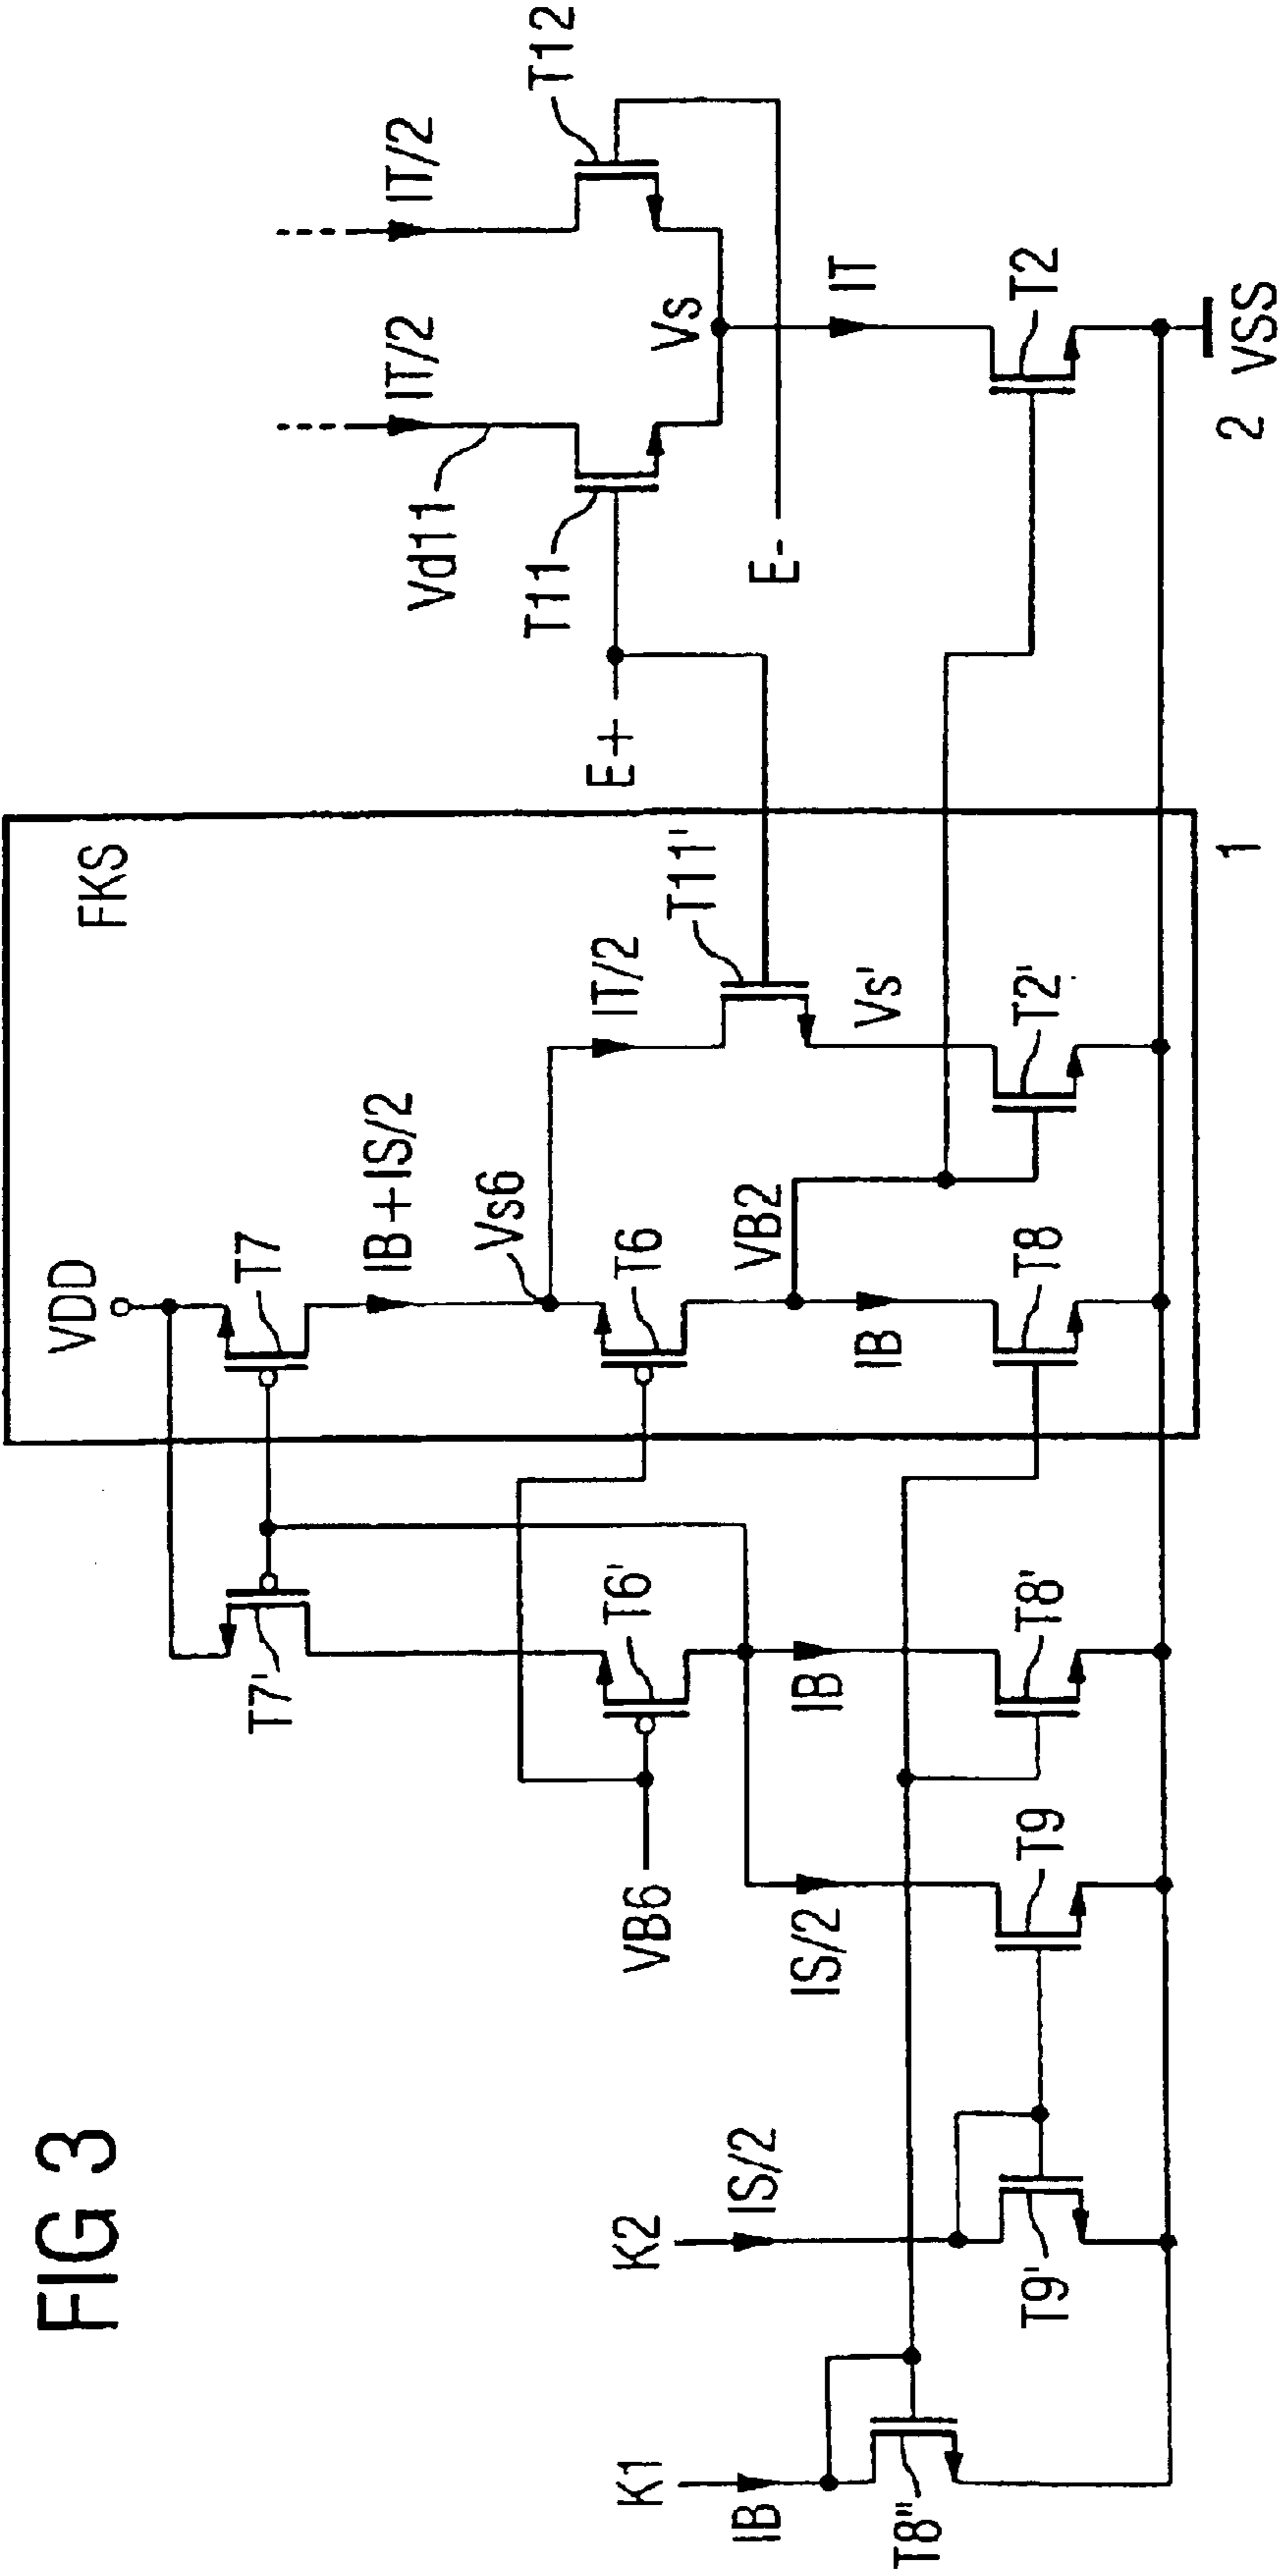 FIG 3
VDD
FKS
T7'
T7
IB+IS/2
Vs6
IT/2
IT/2
IT/2
Vd11
T11
T12
E+
E-
Vs
IT
VB6
T6'
T6
VB2
T11'
Vs'
IB
IB
K1
IB
K2
IS/2
IS/2
T8"
T9'
T9
T8'
T8
T2'
T2
1
2
VSS